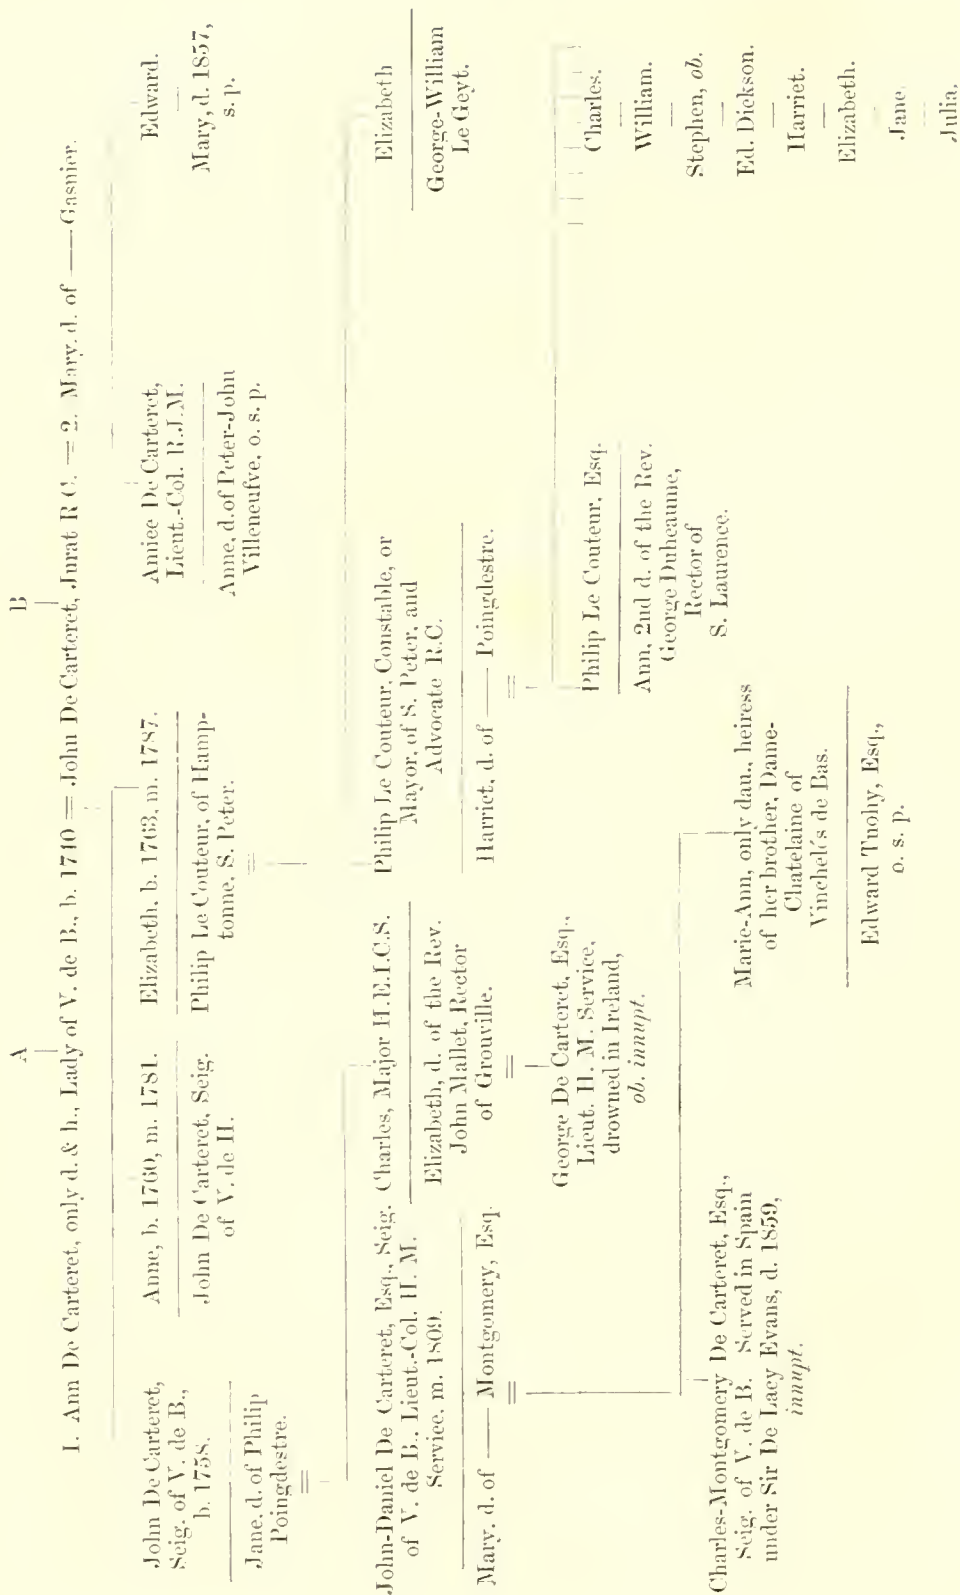 A
B
1. Ann De Carteret, only d. & h., Lady of V. de B., b. 1740 = John De Carteret, Jurat R.C. = 2. Mary, d. of —— Gasnier.
John De Carteret,
Seig. of V. de B.,
b. 1758.
Jane, d. of Philip
Poingdestre.
Anne, b. 1760, m. 1781.
John De Carteret, Seig.
of V. de H.
Elizabeth, b. 1763, m. 1787.
Philip Le Couteur, of Hamp-
tonne, S. Peter.
Amice De Carteret,
Lieut.-Col. R.J.M.
Anne, d. of Peter-John
Villeneufve, o. s. p.
Edward.
Mary, d. 1857,
s. p.
John-Daniel De Carteret, Esq., Seig.
of V. de B., Lieut.-Col. H. M.
Service, m. 1809.
Mary, d. of —— Montgomery, Esq.
Charles, Major H.E.I.C.S.
Elizabeth, d. of the Rev.
John Mallet, Rector
of Grouville.
Philip Le Couteur, Constable, or
Mayor, of S. Peter, and
Advocate R.C.
Harriet, d. of —— Poingdestre.
Elizabeth
George-William
Le Geyt.
George De Carteret, Esq.,
Lieut. H. M. Service,
drowned in Ireland,
ob. innupt.
Philip Le Couteur, Esq.
Ann, 2nd d. of the Rev.
George Duheaume,
Rector of
S. Laurence.
Charles.
William.
Stephen, ob.
Ed. Dickson.
Harriet.
Elizabeth.
Jane.
Julia.
Charles-Montgomery De Carteret, Esq.,
Seig. of V. de B. Served in Spain
under Sir De Lacy Evans, d. 1859,
innupt.
Marie-Ann, only dau., heiress
of her brother, Dame-
Chatelaine of
Vinchelés de Bas.
Edward Tuohy, Esq.,
o. s. p.